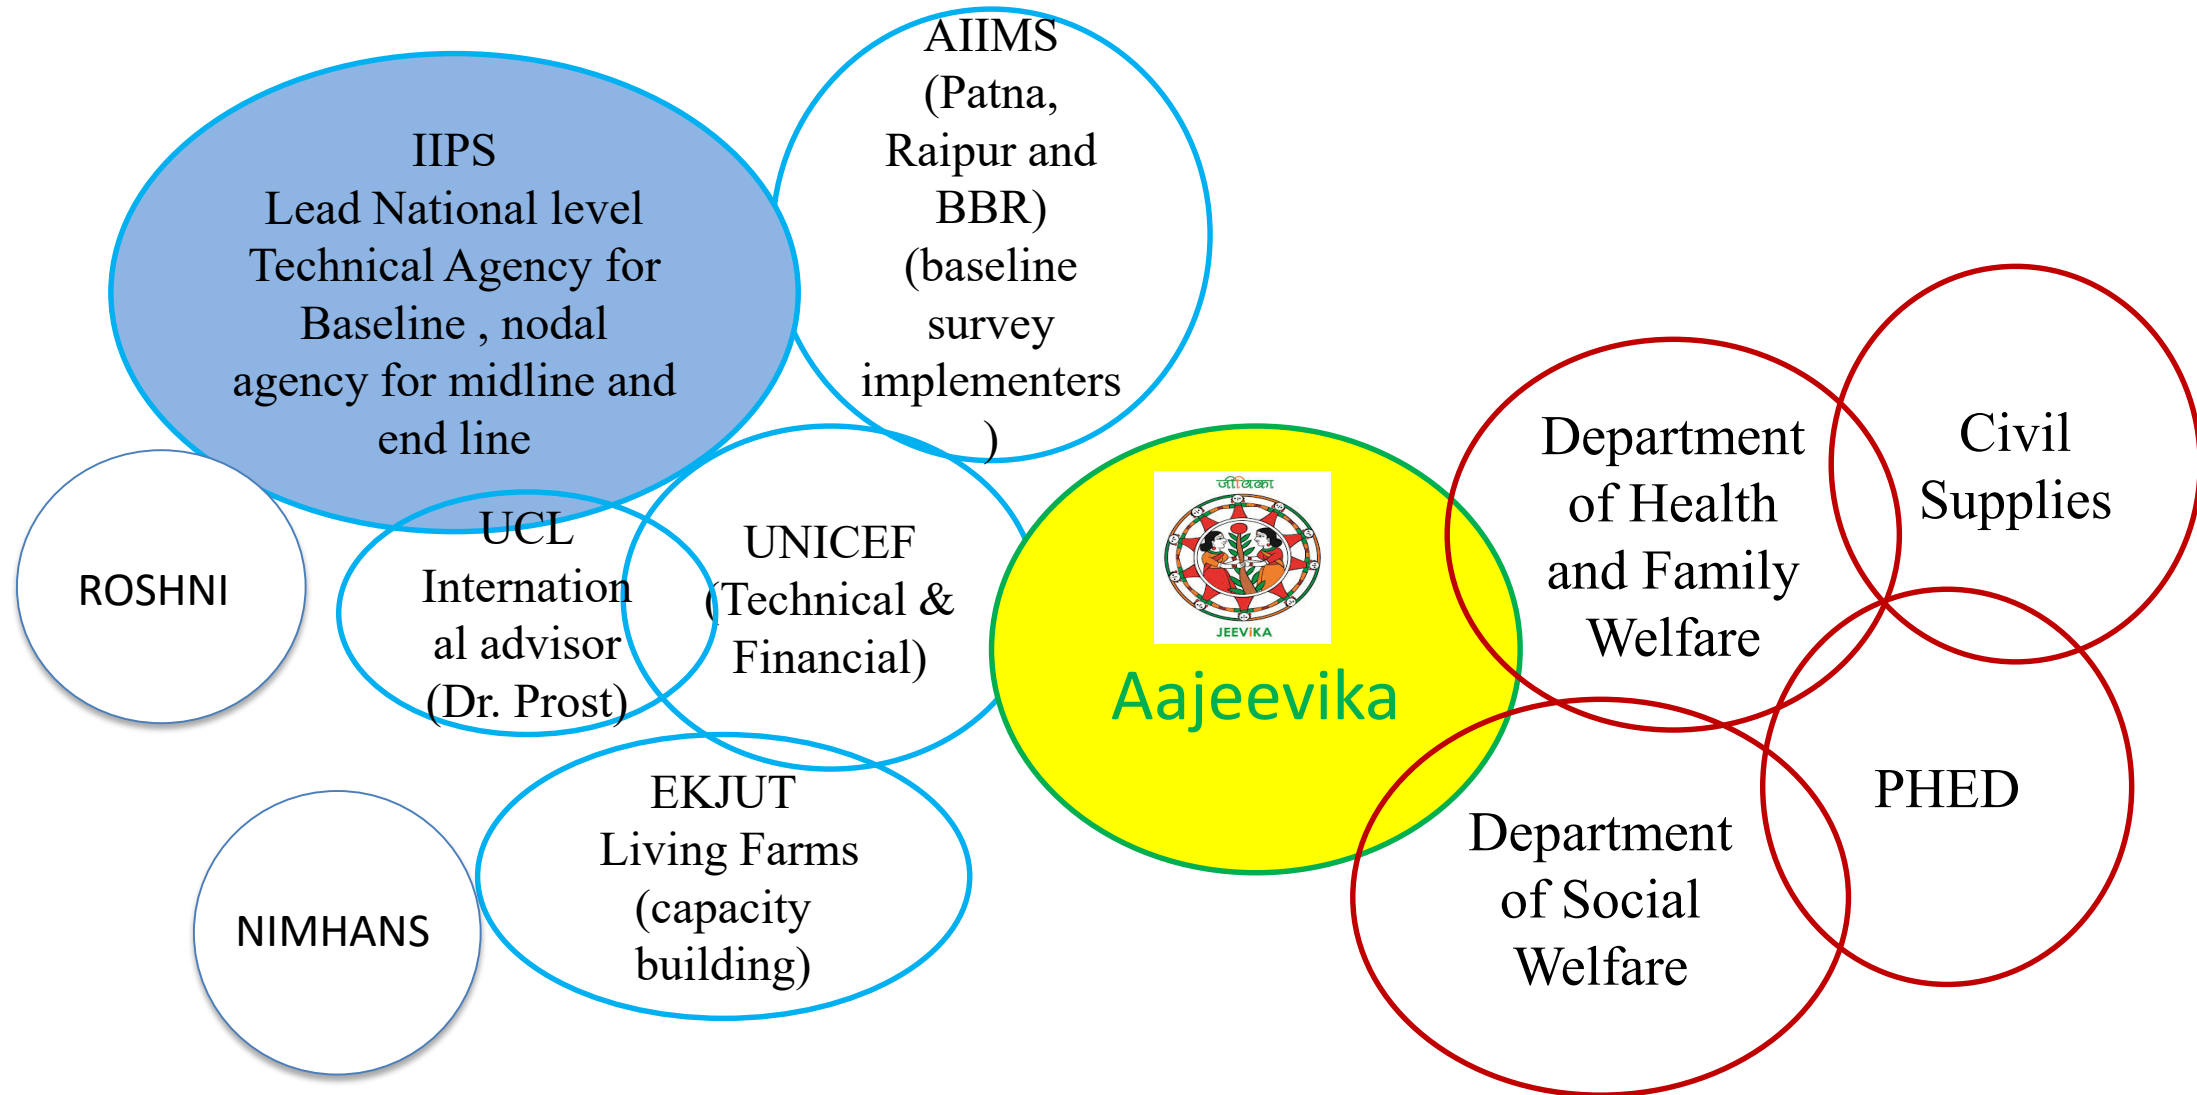 IIPS
Lead National level
Technical Agency for
Baseline , nodal
agency for midline and
end line
AIIMS
(Patna,
Raipur and
BBR)
(baseline
survey
implementers
)
ROSHNI
UCL
Internation
al advisor
(Dr. Prost)
UNICEF
(Technical &
Financial)
EKJUT
Living Farms
(capacity
building)
NIMHANS
जीविका
JEEViKA
Aajeevika
Department
of Health
and Family
Welfare
Civil
Supplies
PHED
Department
of Social
Welfare